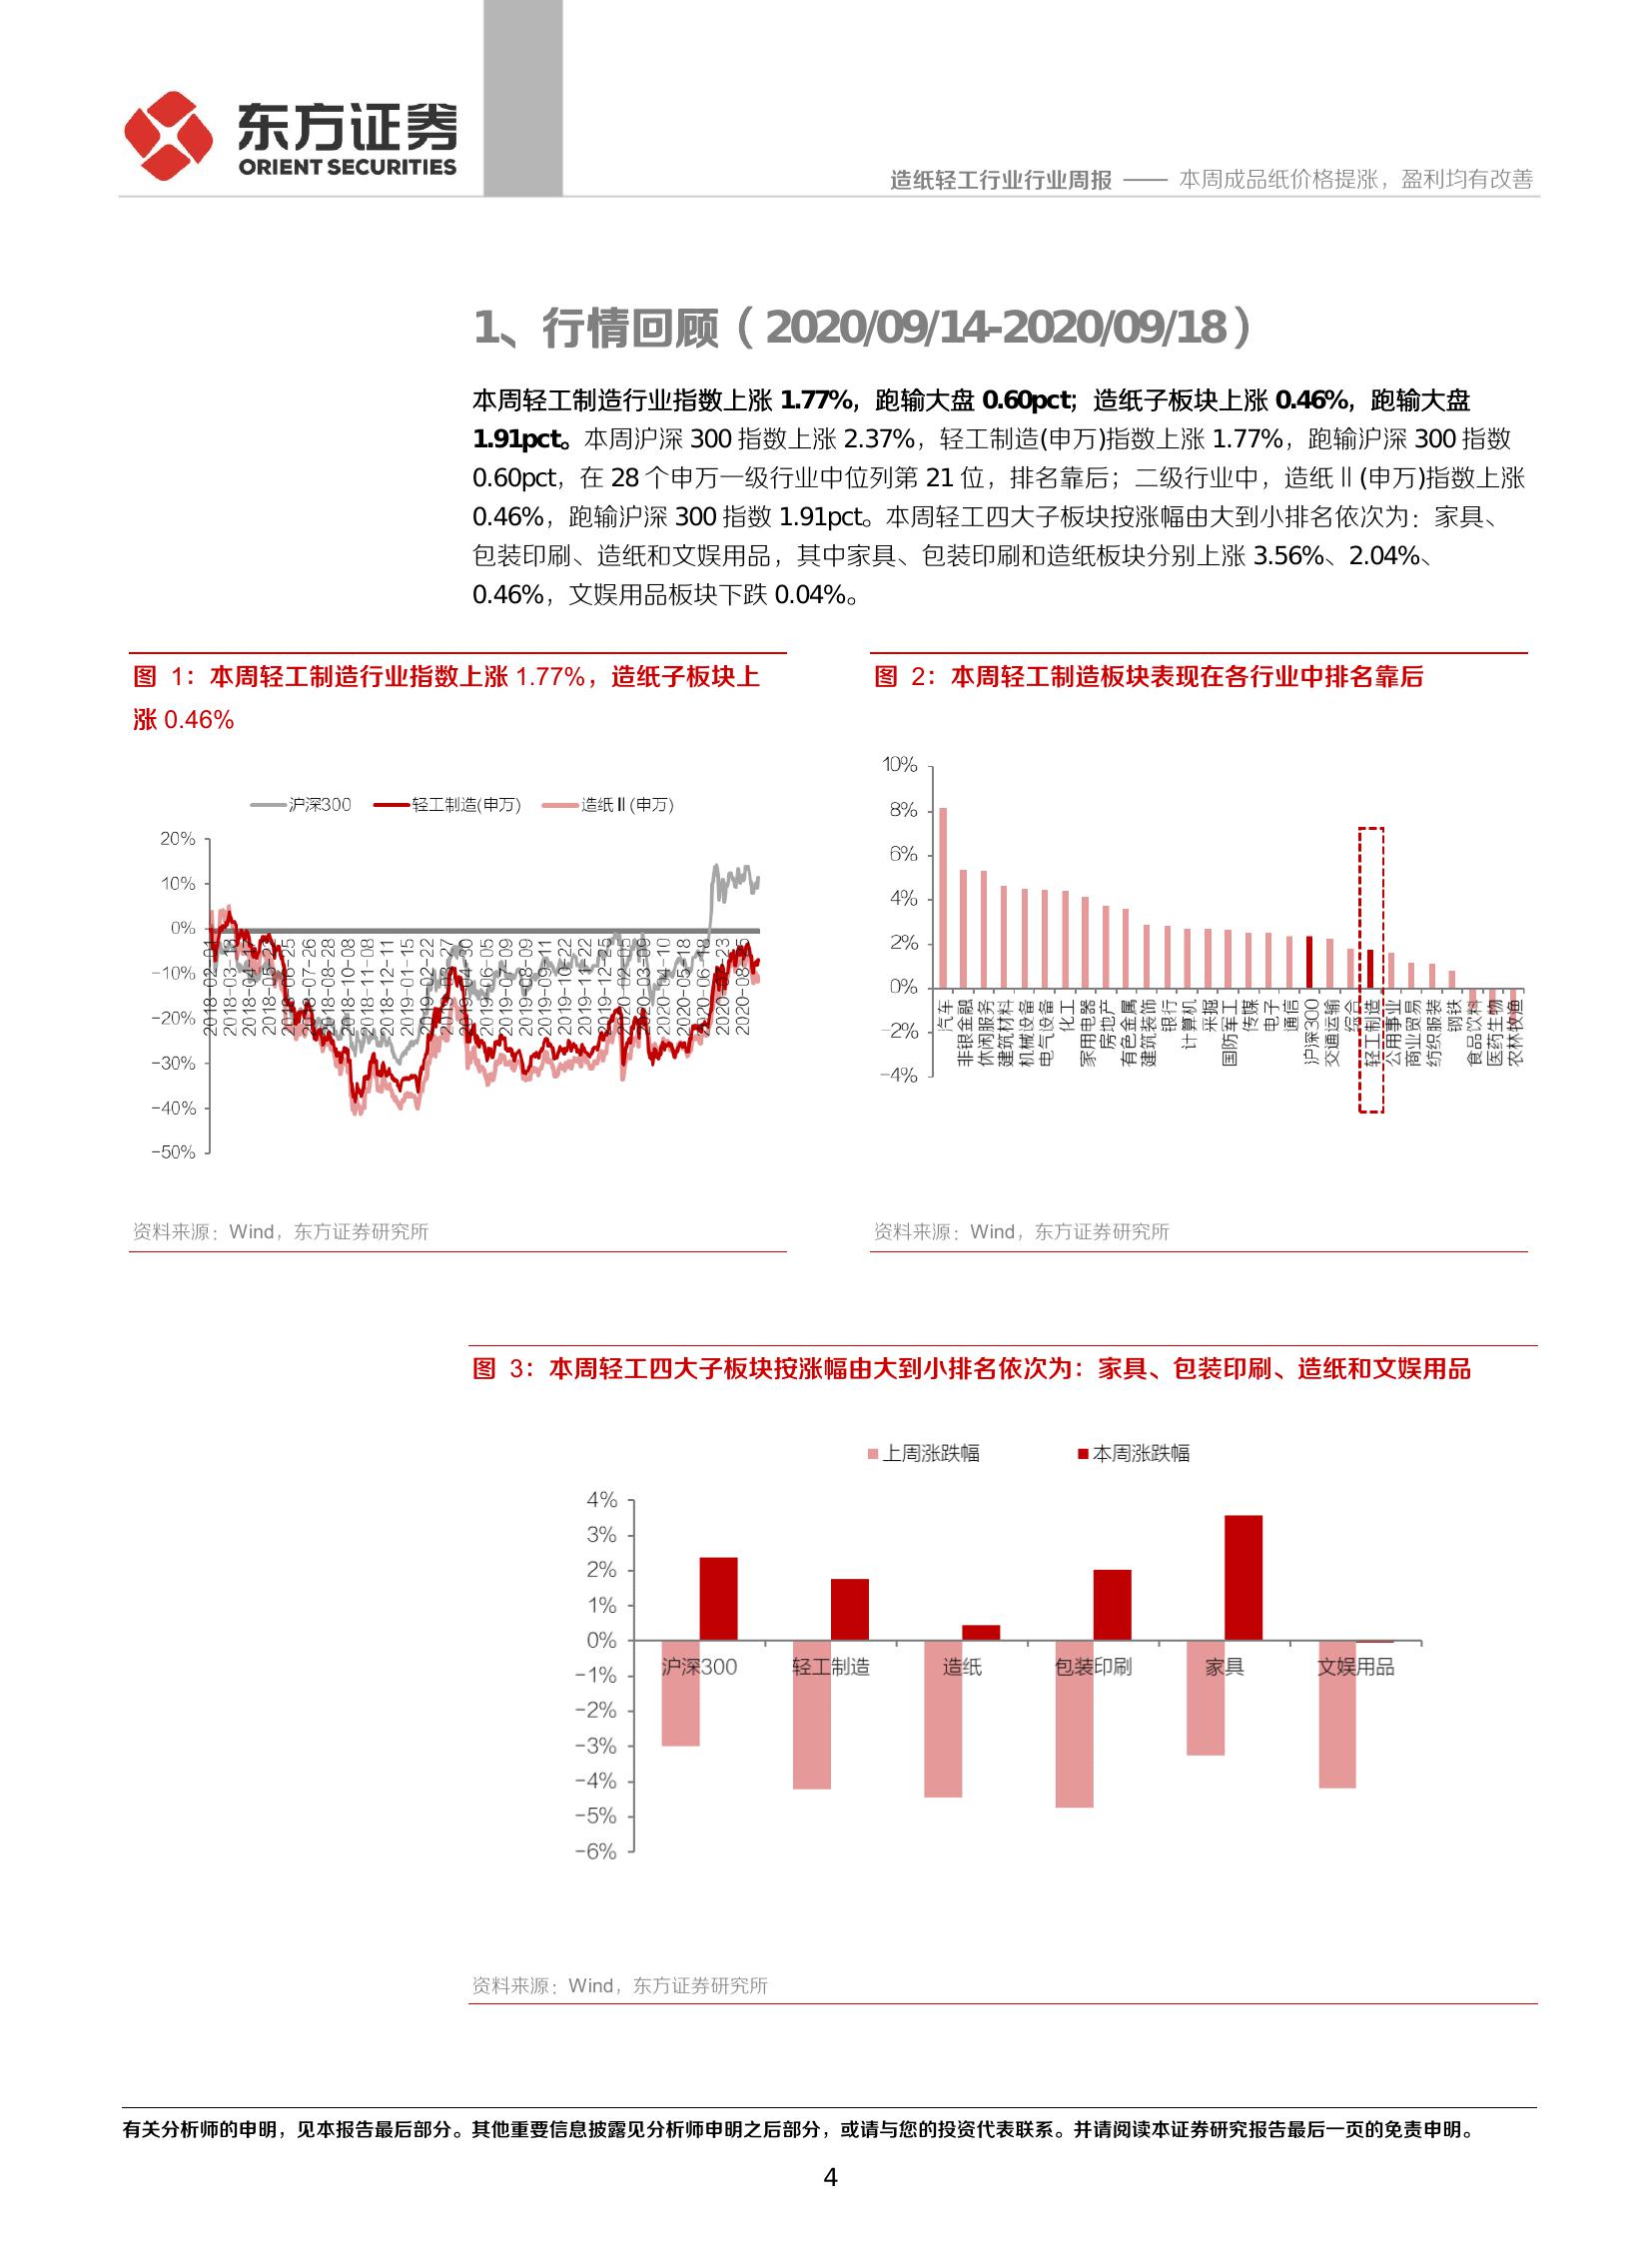 东方证券
ORIENT SECURITIES
造纸轻工行业行业周报 —— 本周成品纸价格提涨，盈利均有改善
1、行情回顾（2020/09/14-2020/09/18）
本周轻工制造行业指数上涨 1.77%，跑输大盘 0.60pct；造纸子板块上涨 0.46%，跑输大盘
1.91pct。本周沪深 300 指数上涨 2.37%，轻工制造(申万)指数上涨 1.77%，跑输沪深 300 指数
0.60pct，在 28 个申万一级行业中位列第 21 位，排名靠后；二级行业中，造纸Ⅱ(申万)指数上涨
0.46%，跑输沪深 300 指数 1.91pct。本周轻工四大子板块按涨幅由大到小排名依次为：家具、
包装印刷、造纸和文娱用品，其中家具、包装印刷和造纸板块分别上涨 3.56%、2.04%、
0.46%，文娱用品板块下跌 0.04%。
图 1：本周轻工制造行业指数上涨 1.77%，造纸子板块上
涨 0.46%
沪深300 轻工制造(申万) 造纸Ⅱ(申万)
20%
10%
0%
-10%
-20%
-30%
-40%
-50%
2018-02-01
2018-03-13
2018-07-26
2018-08-28
2018-10-08
2018-11-08
2018-12-11
2019-01-15
2019-02-22
2019-03-27
2019-04-30
2019-06-05
2019-07-09
2019-08-09
2019-09-11
2019-10-22
2019-11-22
2019-12-25
2020-02-05
2020-03-09
2020-04-10
2020-05-18
2020-06-18
资料来源：Wind，东方证券研究所
图 2：本周轻工制造板块表现在各行业中排名靠后
10%
8%
6%
4%
2%
0%
-2%
-4%
汽车
非银金融
休闲服务
建筑材料
机械设备
电气设备
化工
家用电器
房地产
有色金属
建筑装饰
银行
计算机
采掘
国防军工
传媒
电子
通信
沪深300
交通运输
综合
轻工制造
公用事业
商业贸易
纺织服装
钢铁
食品饮料
医药生物
农林牧渔
资料来源：Wind，东方证券研究所
图 3：本周轻工四大子板块按涨幅由大到小排名依次为：家具、包装印刷、造纸和文娱用品
上周涨跌幅 本周涨跌幅
4%
3%
2%
1%
0%
-1%
-2%
-3%
-4%
-5%
-6%
沪深300 轻工制造 造纸 包装印刷 家具 文娱用品
资料来源：Wind，东方证券研究所
有关分析师的申明，见本报告最后部分。其他重要信息披露见分析师申明之后部分，或请与您的投资代表联系。并请阅读本证券研究报告最后一页的免责申明。
4